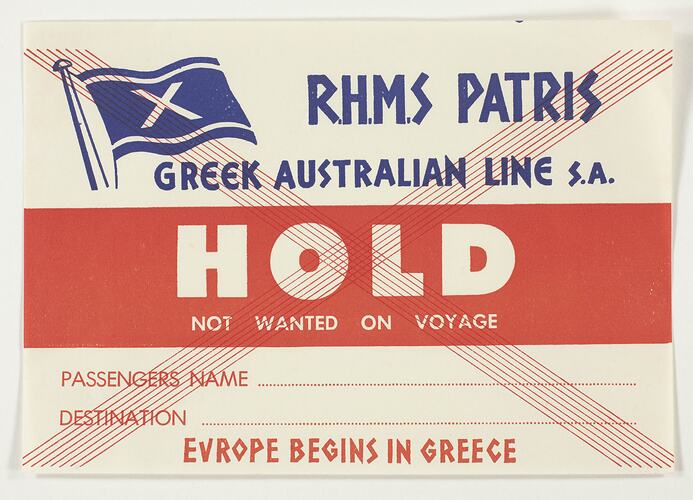 X
R.H.M.S PATRIS
GREEK AUSTRALIAN LINE S.A.
HOLD
NOT WANTED ON VOYAGE
PASSENGERS NAME ........................
DESTINATION ........................
EVROPE BEGINS IN GREECE